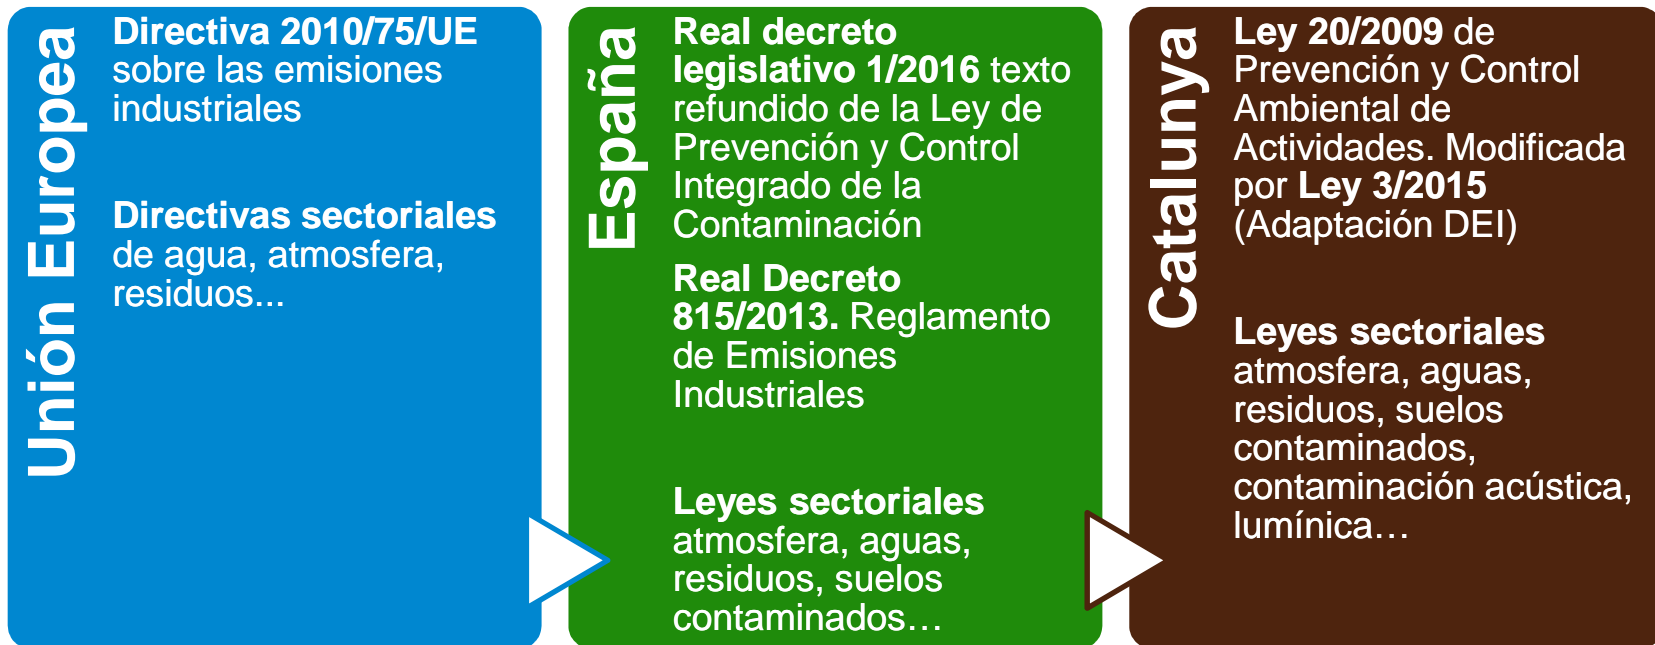 Unión Europea
Directiva 2010/75/UE
sobre las emisiones
industriales
Directivas sectoriales
de agua, atmosfera,
residuos...
España
Real decreto
legislativo 1/2016 texto
refundido de la Ley de
Prevención y Control
Integrado de la
Contaminación
Real Decreto
815/2013. Reglamento
de Emisiones
Industriales
Leyes sectoriales
atmosfera, aguas,
residuos, suelos
contaminados…
Catalunya
Ley 20/2009 de
Prevención y Control
Ambiental de
Actividades. Modificada
por Ley 3/2015
(Adaptación DEI)
Leyes sectoriales
atmosfera, aguas,
residuos, suelos
contaminados,
contaminación acústica,
lumínica…